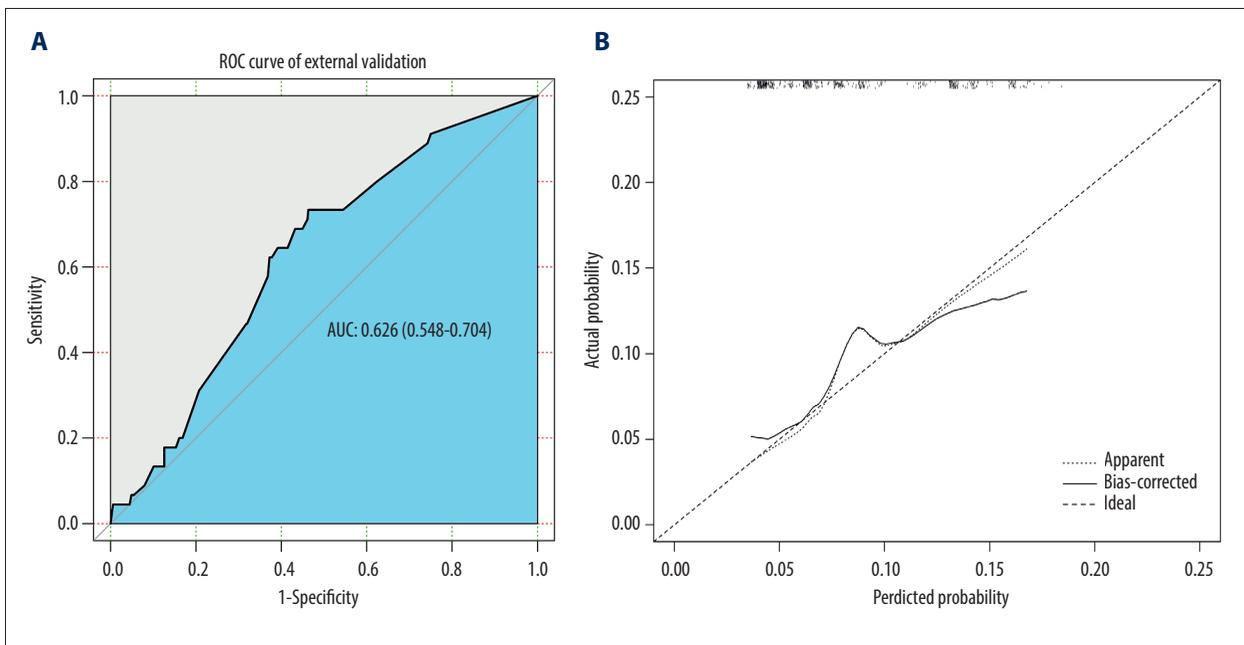 A
ROC curve of external validation
1.0
0.8
0.6
0.4
0.2
0.0
Sensitivity
AUC: 0.626 (0.548-0.704)
0.0 0.2 0.4 0.6 0.8 1.0
1-Specificity
B
0.25
0.20
0.15
0.10
0.05
0.00
Actual probability
Apparent
Bias-corrected
Ideal
0.00 0.05 0.10 0.15 0.20 0.25
Perdicted probability